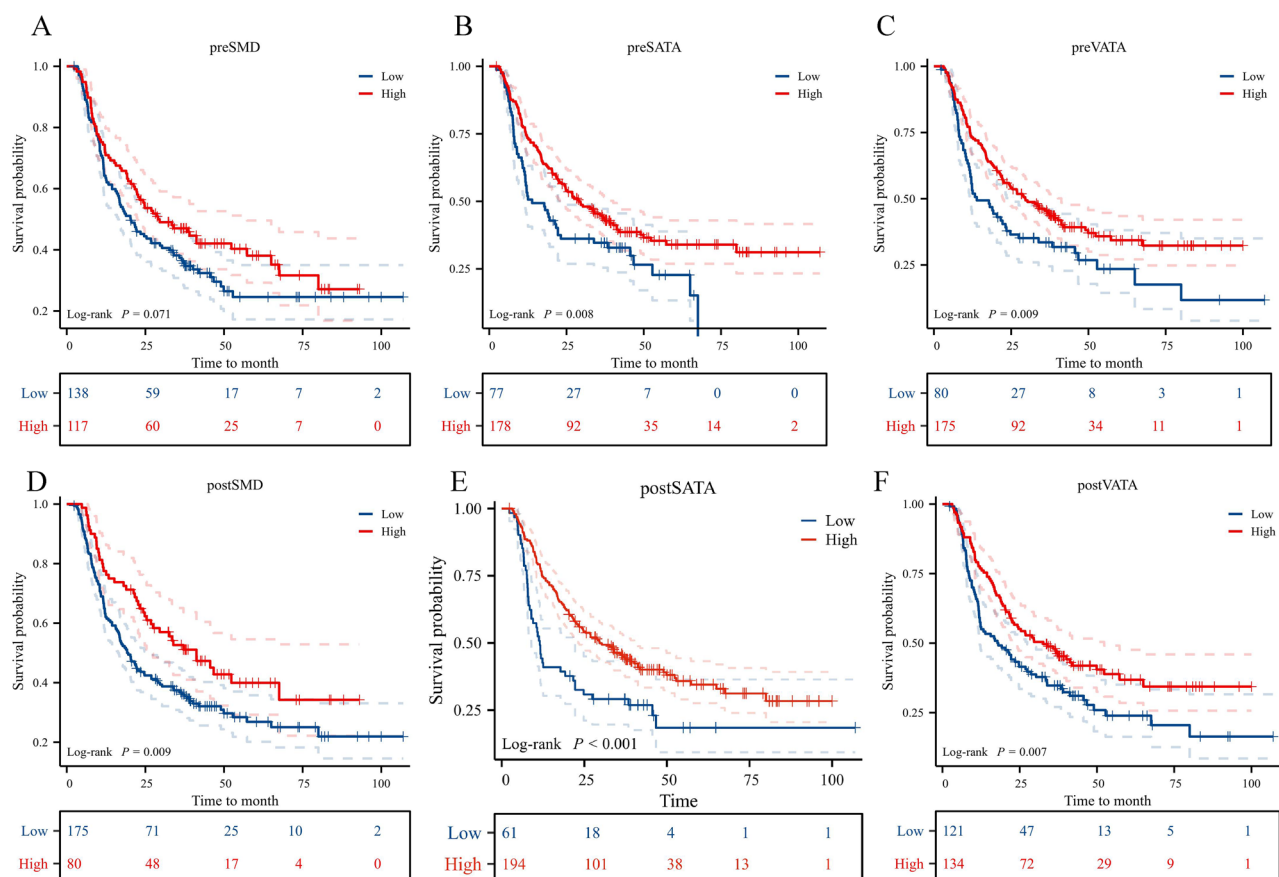 A
preSMD
Survival probability
1.0
0.8
0.6
0.4
0.2
Low
High
Log-rank P = 0.071
0 25 50 75 100
Time to month
Low 138 59 17 7 2
High 117 60 25 7 0
B
preSATA
Survival probability
1.00
0.75
0.50
0.25
Low
High
Log-rank P = 0.008
0 25 50 75 100
Time to month
77 27 7 0 0
178 92 35 14 2
C
preVATA
Survival probability
1.00
0.75
0.50
0.25
Low
High
Log-rank P = 0.009
0 25 50 75 100
Time to month
Low 80 27 8 3 1
High 175 92 34 11 1
D
postSMD
Survival probability
1.0
0.8
0.6
0.4
0.2
Low
High
Log-rank P = 0.009
0 25 50 75 100
Time to month
Low 175 71 25 10 2
High 80 48 17 4 0
E
postSATA
Survival probability
1.00
0.75
0.50
0.25
Low
High
Log-rank P < 0.001
0 25 50 75 100
Time
Low 61 18 4 1 1
High 194 101 38 13 1
F
postVATA
Survival probability
1.00
0.75
0.50
0.25
Low
High
Log-rank P = 0.007
0 25 50 75 100
Time to month
Low 121 47 13 5 1
High 134 72 29 9 1